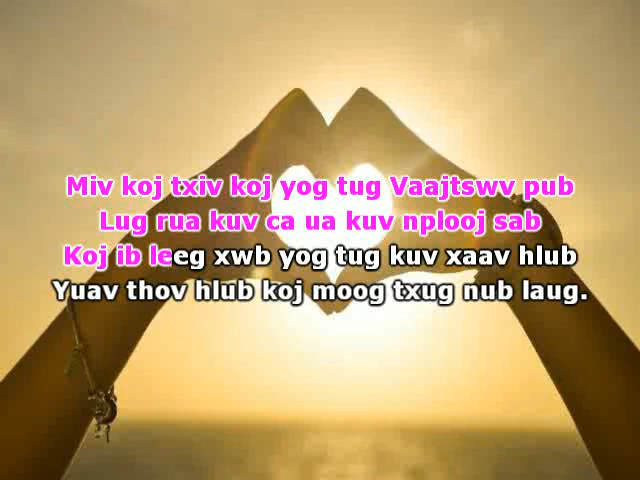 Miv koj txiv koj yog tug Vaajtswv pub
Lug rua kuv ca ua kuv nplooj sab
Koj ib leeg xwb yog tug kuv xaav hlub
Yuav thov hlub koj moog txug nub laug.